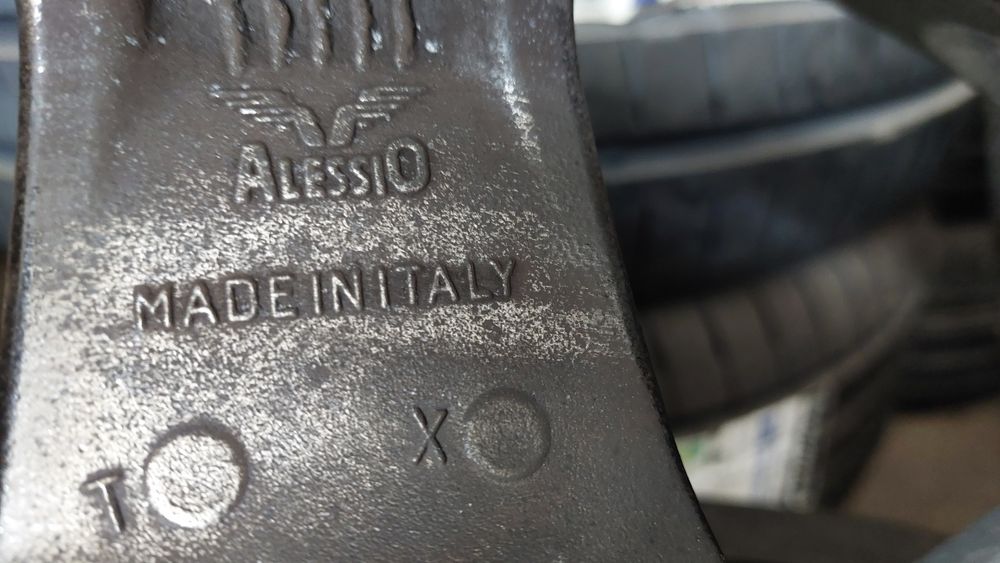 ALESSIO
MADE IN ITALY
X
T